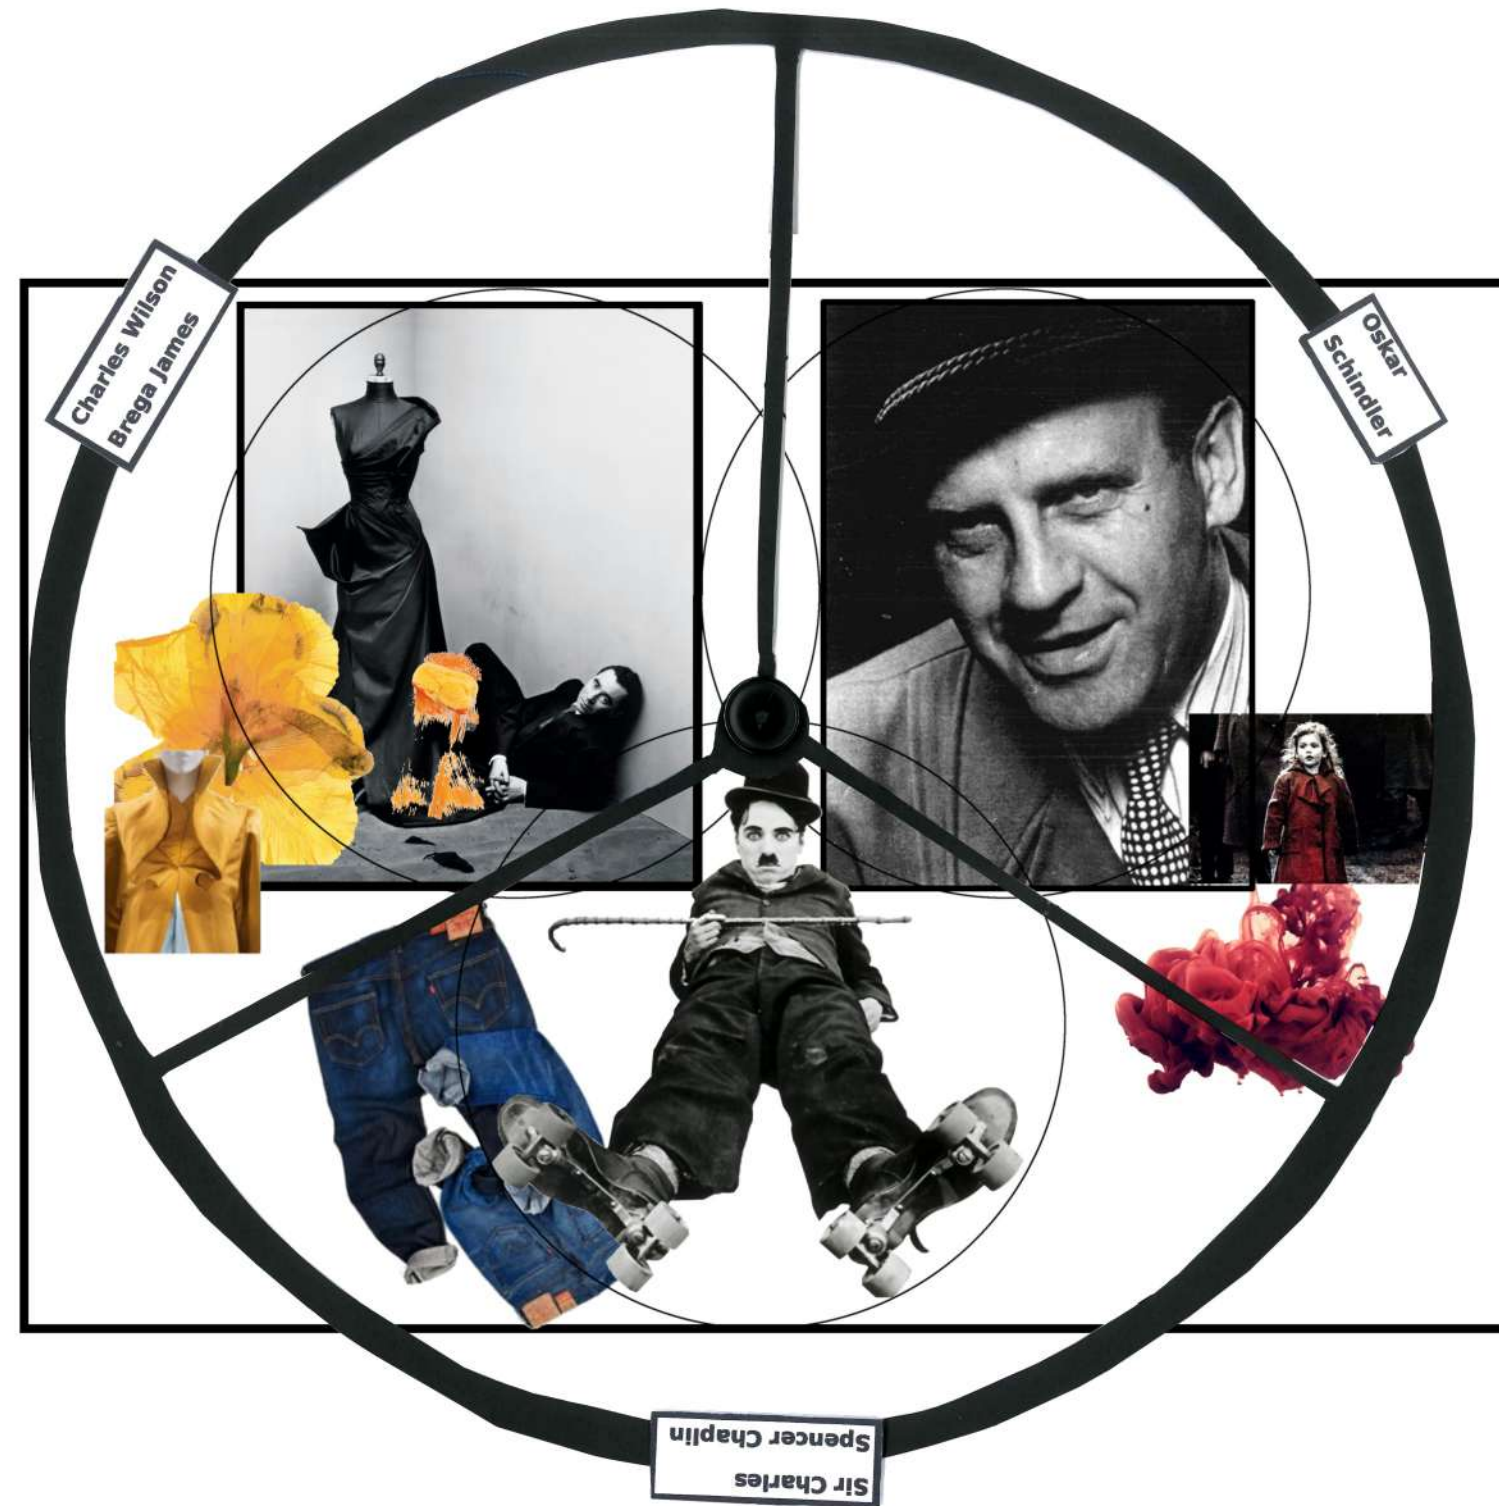 Charles Wilson
Brega James
Oskar
Schindler
Sir Charles
Spencer Chaplin